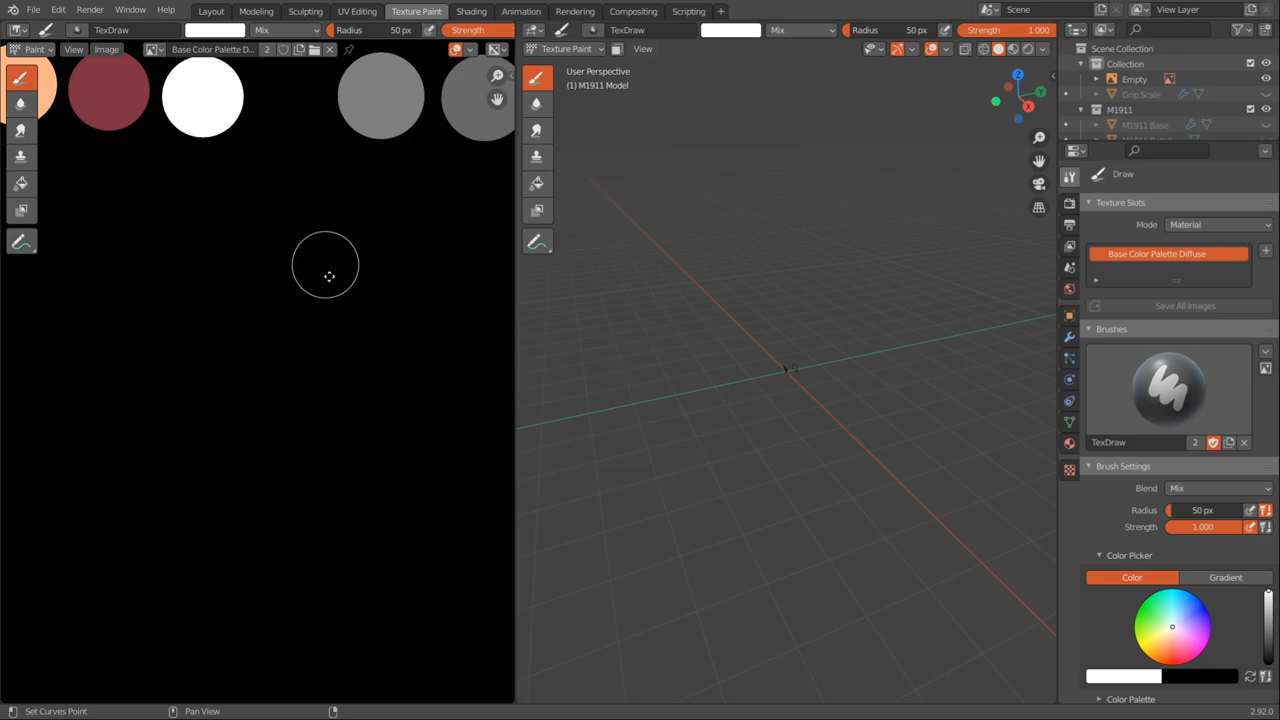 File Edit Render Window Help Layout Modeling Sculpting UV Editing Texture Paint Shading Animation Rendering Compositing Scripting + Scene View Layer
TexDraw Mix Radius 50 px Strength TexDraw Mix Radius 50 px Strength 1.000
Paint View Image Base Color Palette D... 2 Texture Paint View Scene Collection
User Perspective Collection
(1) M1911 Model Empty
Grip Scale
M1911
M1911 Base
Draw
Texture Slots
Mode Material
Base Color Palette Diffuse
Save All Images
Brushes
TexDraw 2
Brush Settings
Blend Mix
Radius 50 px
Strength 1.000
Color Picker
Color Gradient
Color Palette
Set Curves Point Pan View 2.92.0